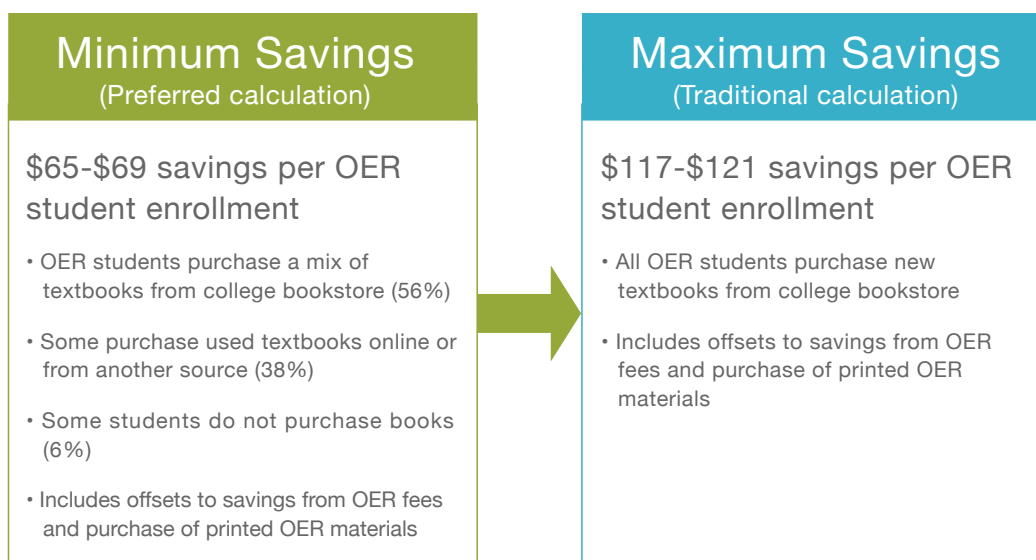 Minimum Savings
(Preferred calculation)
$65-$69 savings per OER
student enrollment
• OER students purchase a mix of
textbooks from college bookstore (56%)
• Some purchase used textbooks online or
from another source (38%)
• Some students do not purchase books
(6%)
• Includes offsets to savings from OER fees
and purchase of printed OER materials
Maximum Savings
(Traditional calculation)
$117-$121 savings per OER
student enrollment
• All OER students purchase new
textbooks from college bookstore
• Includes offsets to savings from OER
fees and purchase of printed OER
materials